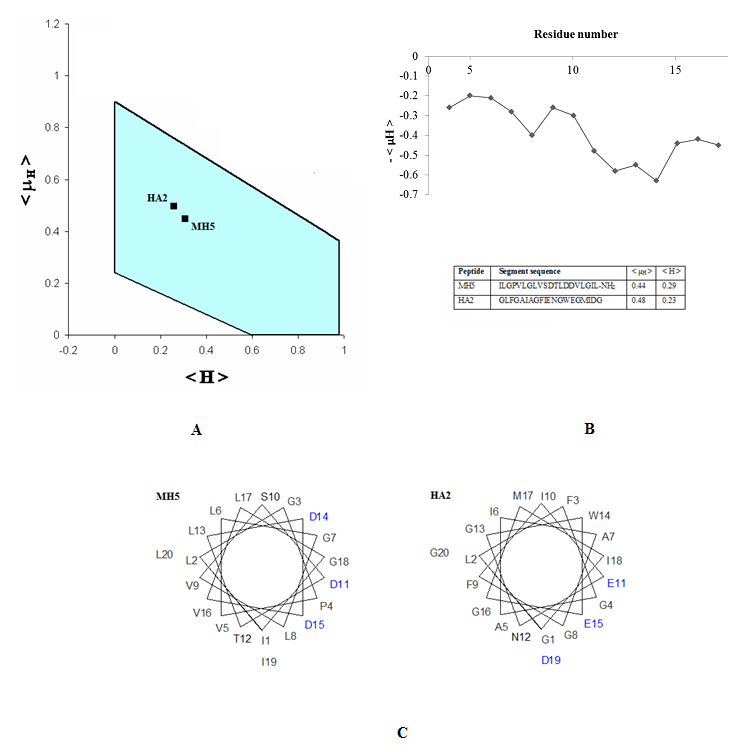 1.2
1
0.8
0.6
0.4
0.2
0
-0.2 0 0.2 0.4 0.6 0.8 1
< μH >
< H >
HA2
MH5
A
Residue number
0
-0.1
-0.2
-0.3
-0.4
-0.5
-0.6
-0.7
0 5 10 15
- < μH >
Peptide Segment sequence < μH > < H >
MH5 ILGPVLGLVSDTLDDVLGIL-NH2 0.44 0.29
HA2 GLFGAIAGFIENGWEGMIDG 0.48 0.23
B
MH5
L17 S10 G3
L6 D14
L13 G7
L20 L2 G18
V9 D11
V16 P4
V5 D15
T12 I1 L8
I19
HA2
M17 I10 F3
I6 W14
G13 A7
G20 L2 I18
F9 E11
G16 G4
A5 E15
N12 G1 G8
D19
C